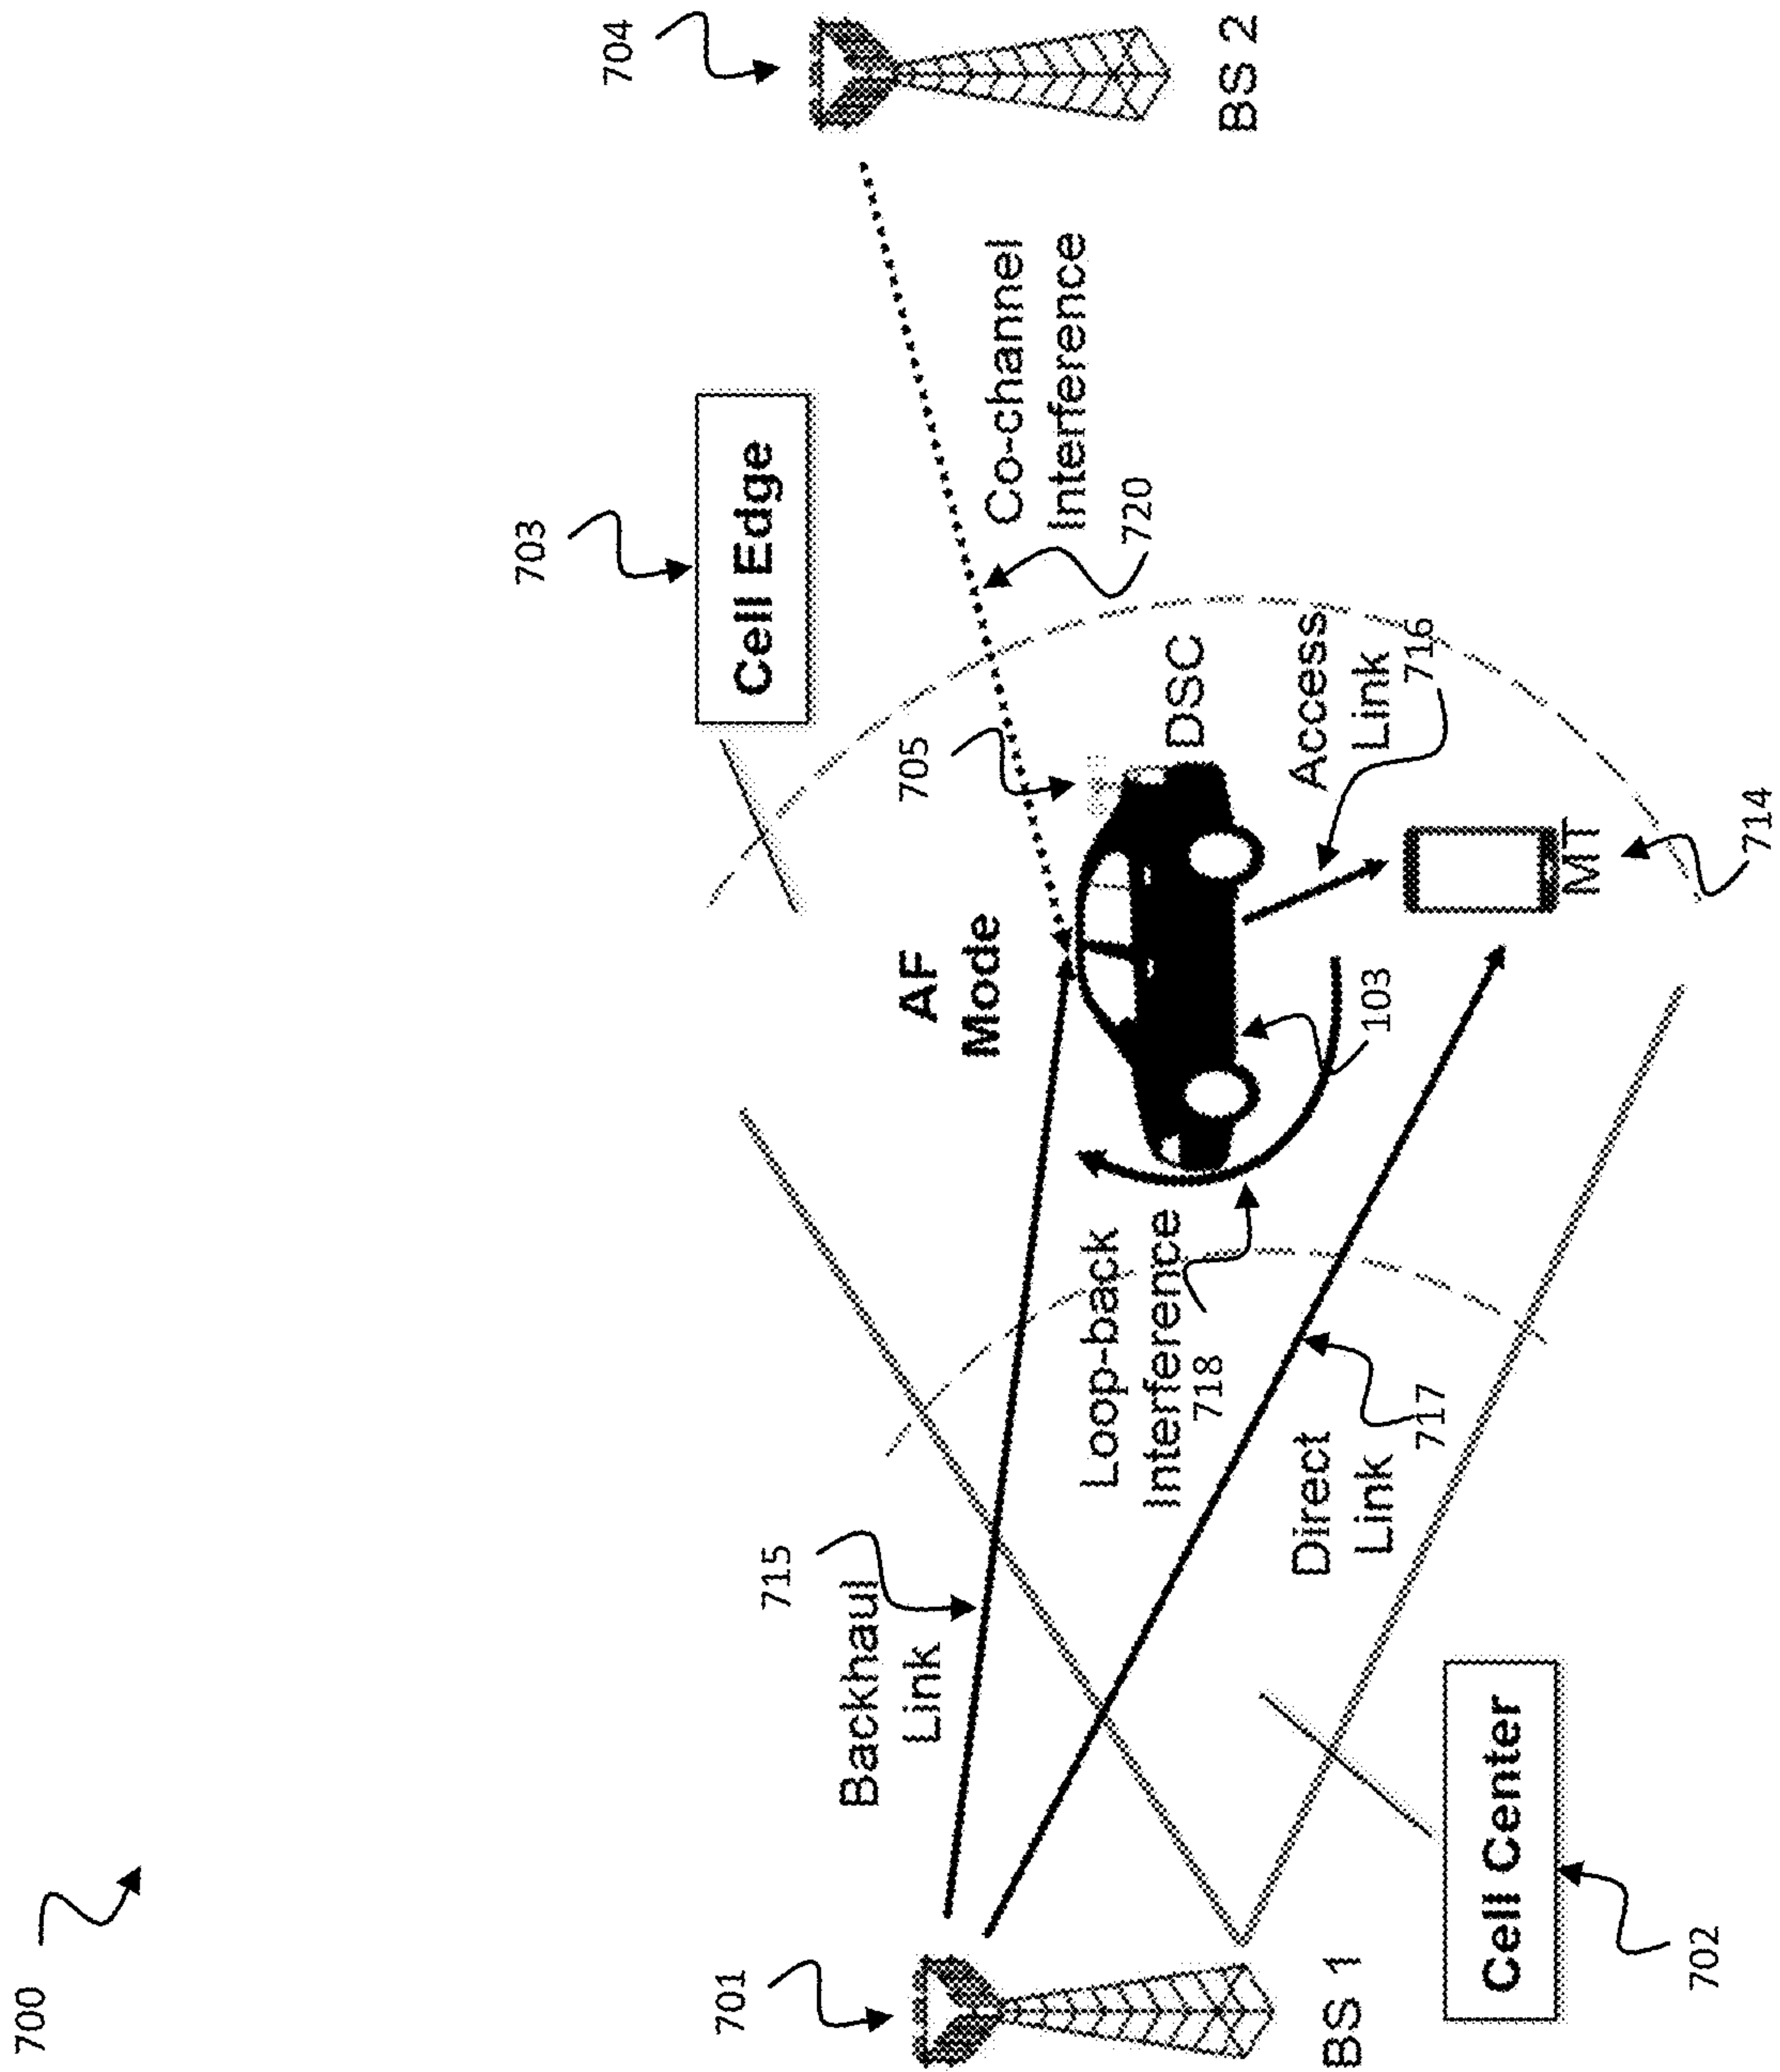 700
704
BS 2
703
Cell Edge
Co-channel
Interference
720
AF
Mode
705
DSC
Access
Link
716
MT
714
103
Backhaul
Link
715
Loop-back
Interference
718
Direct
Link
717
701
BS 1
Cell Center
702